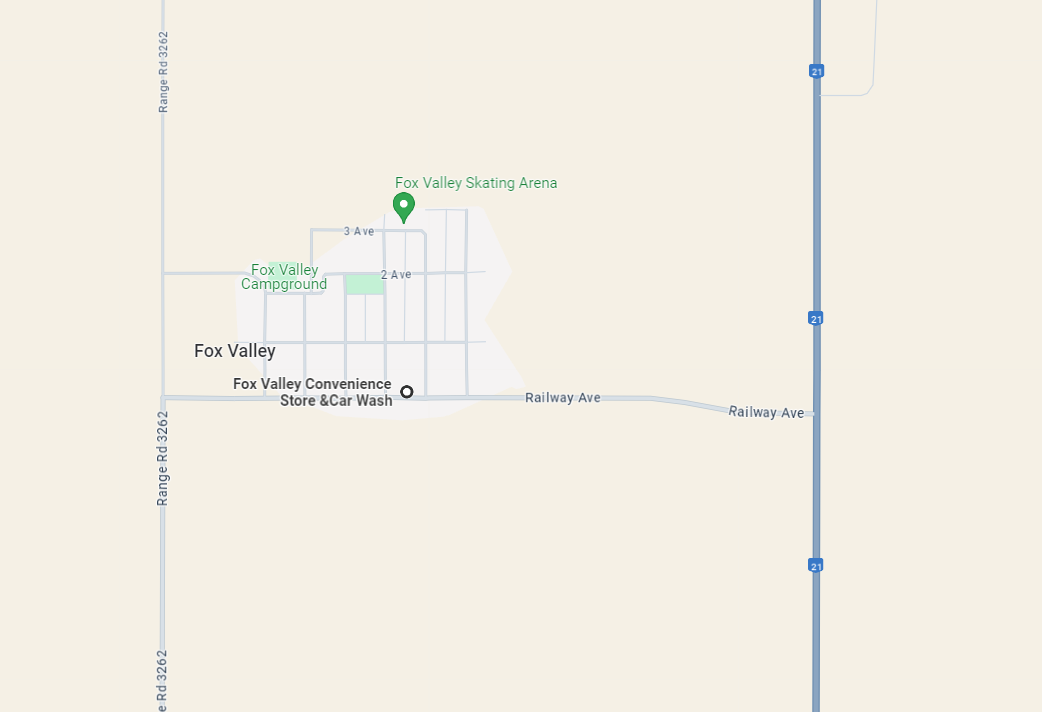 Range Rd 3262
21
Fox Valley Skating Arena
3 Ave
Fox Valley
Campground
2 Ave
21
Fox Valley
Fox Valley Convenience
Store &Car Wash
Railway Ave
Railway Ave
Range Rd 3262
21
e Rd 3262